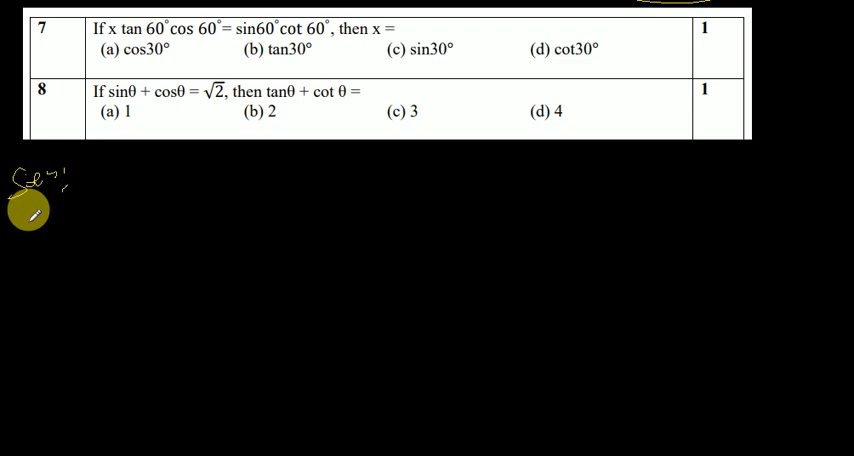 7 If x tan 60°cos 60°= sin60°cot 60°, then x = 1
(a) cos30° (b) tan30° (c) sin30° (d) cot30°
8 If sinθ + cosθ = √2, then tanθ + cot θ = 1
(a) 1 (b) 2 (c) 3 (d) 4